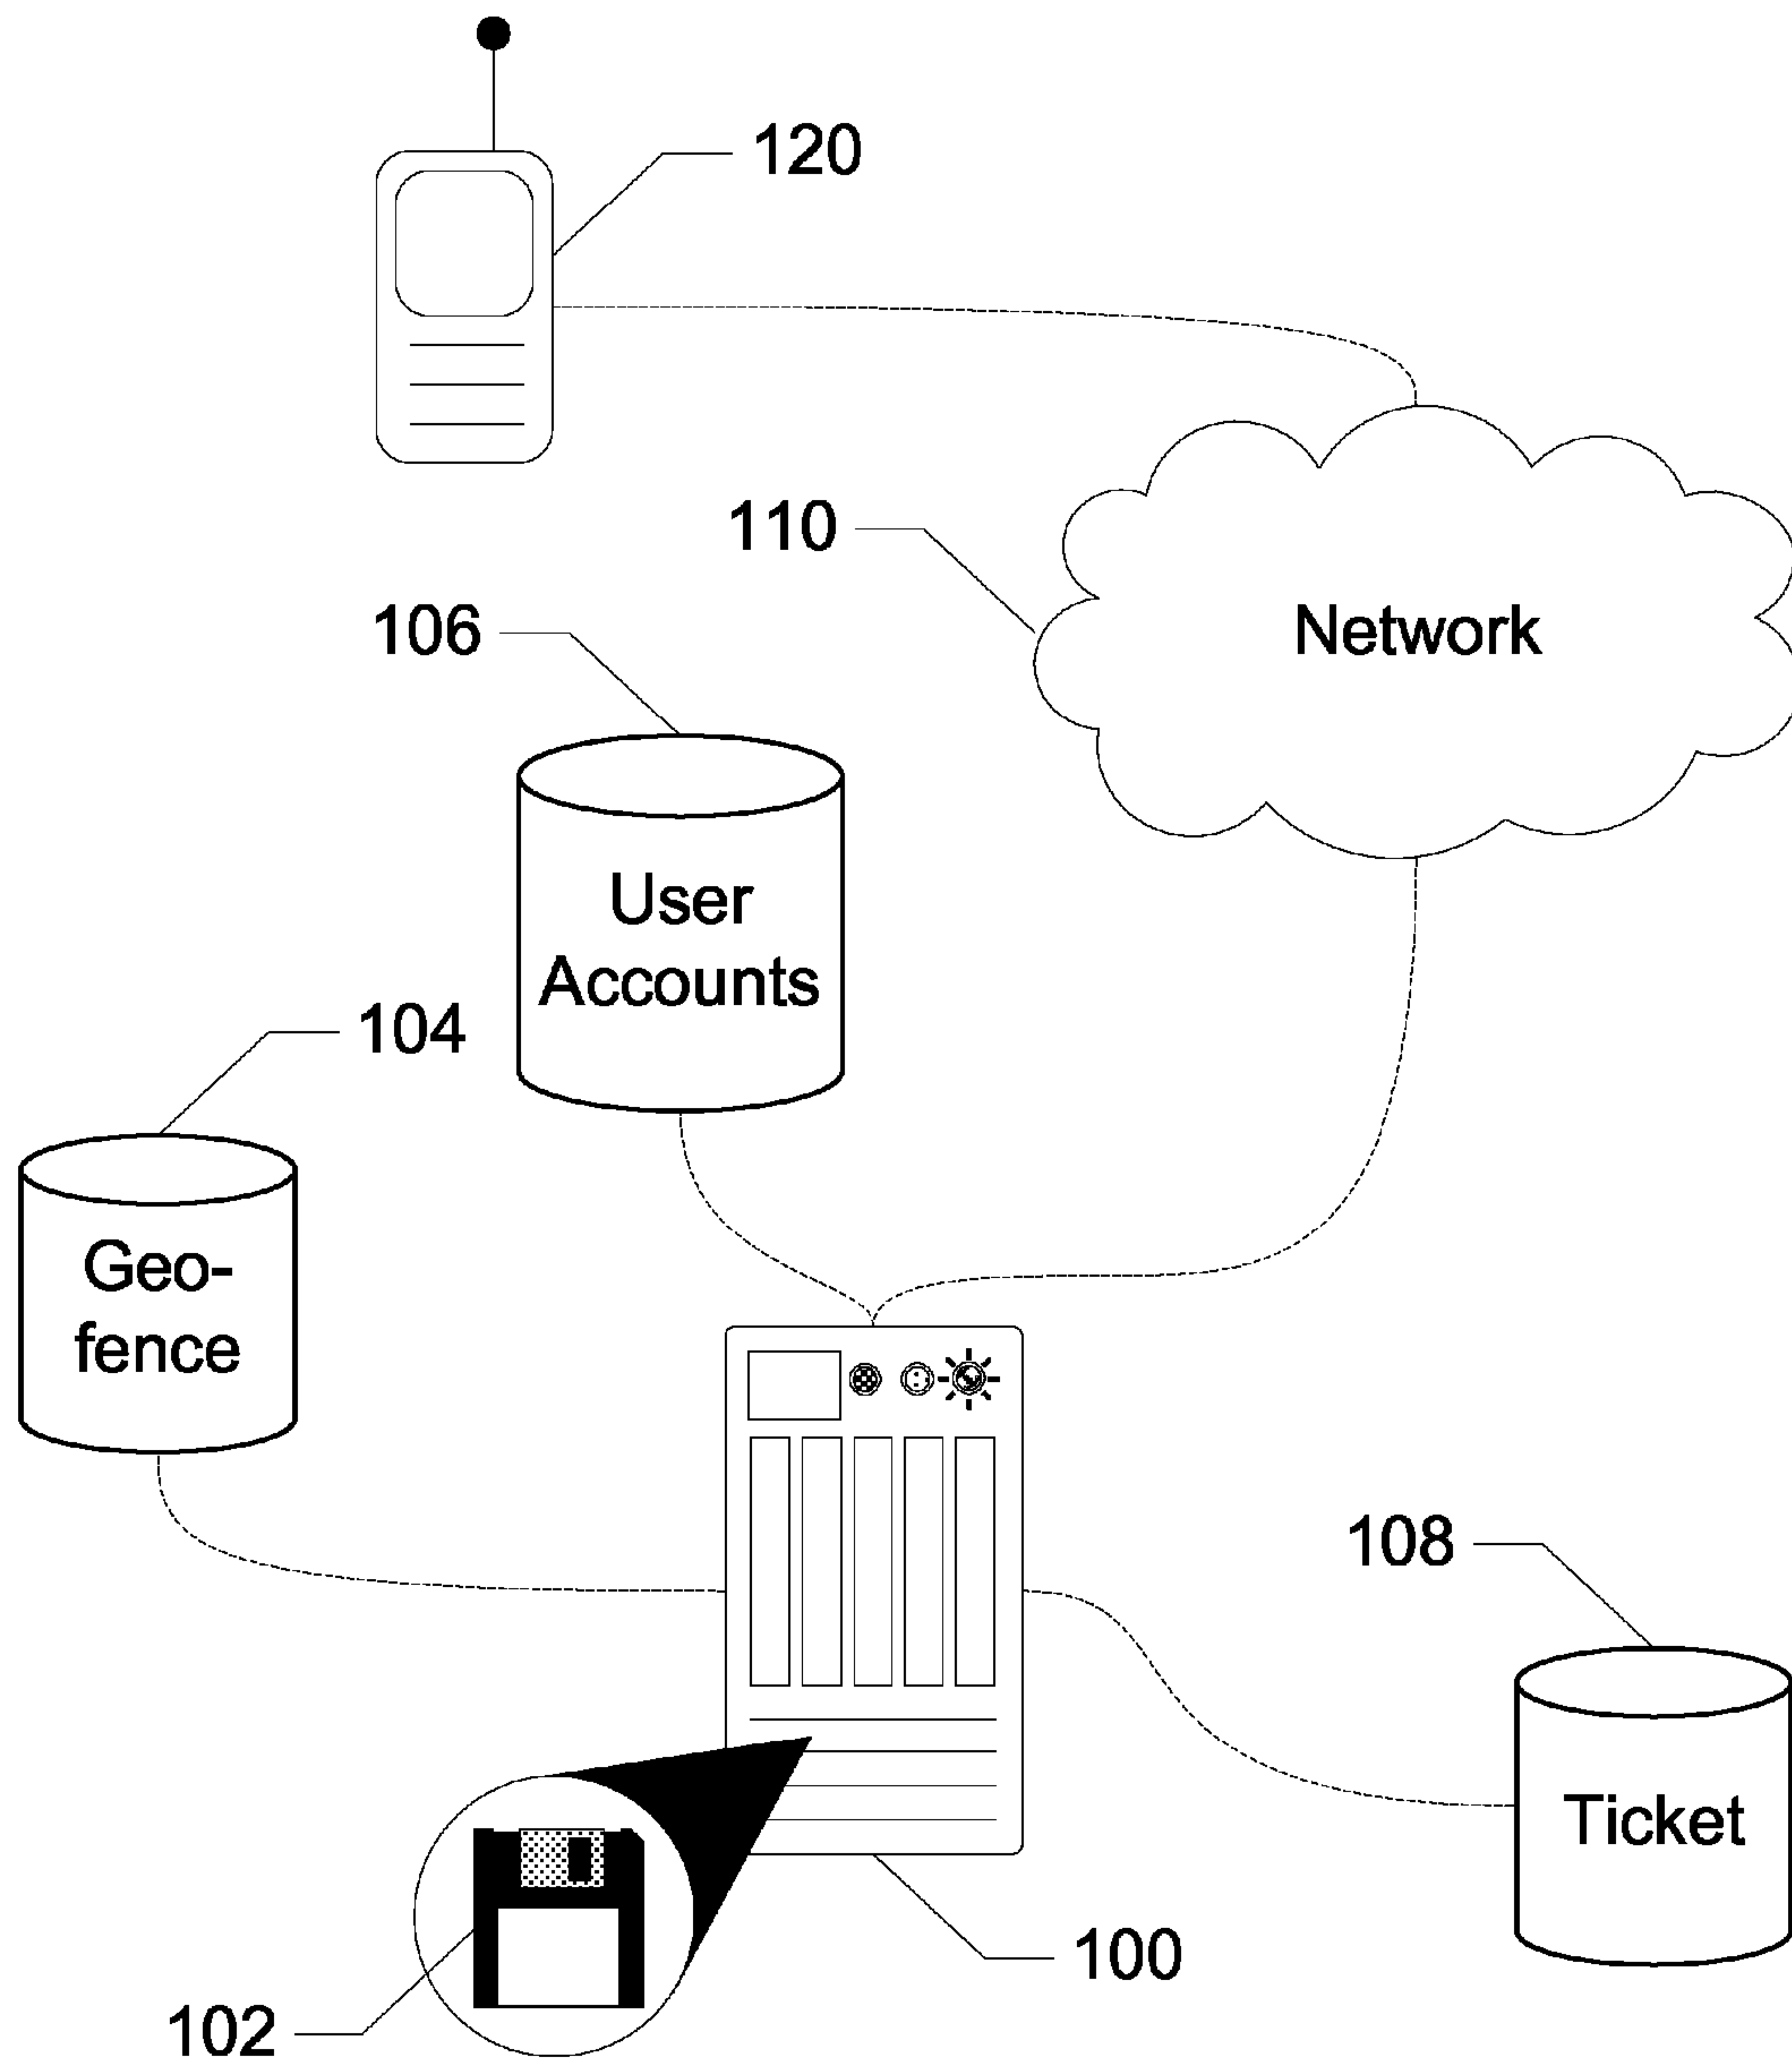 120
110
Network
106
User
Accounts
104
Geo-
fence
108
Ticket
100
102